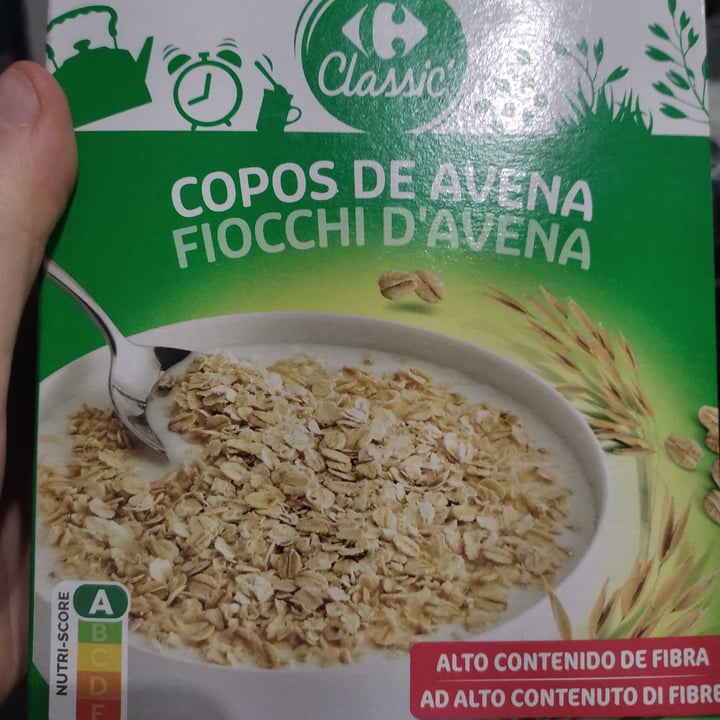 Classic'
COPOS DE AVENA
FIOCCHI D'AVENA
NUTRI-SCORE
A
B
C
D
E
ALTO CONTENIDO DE FIBRA
AD ALTO CONTENUTO DI FIBRE